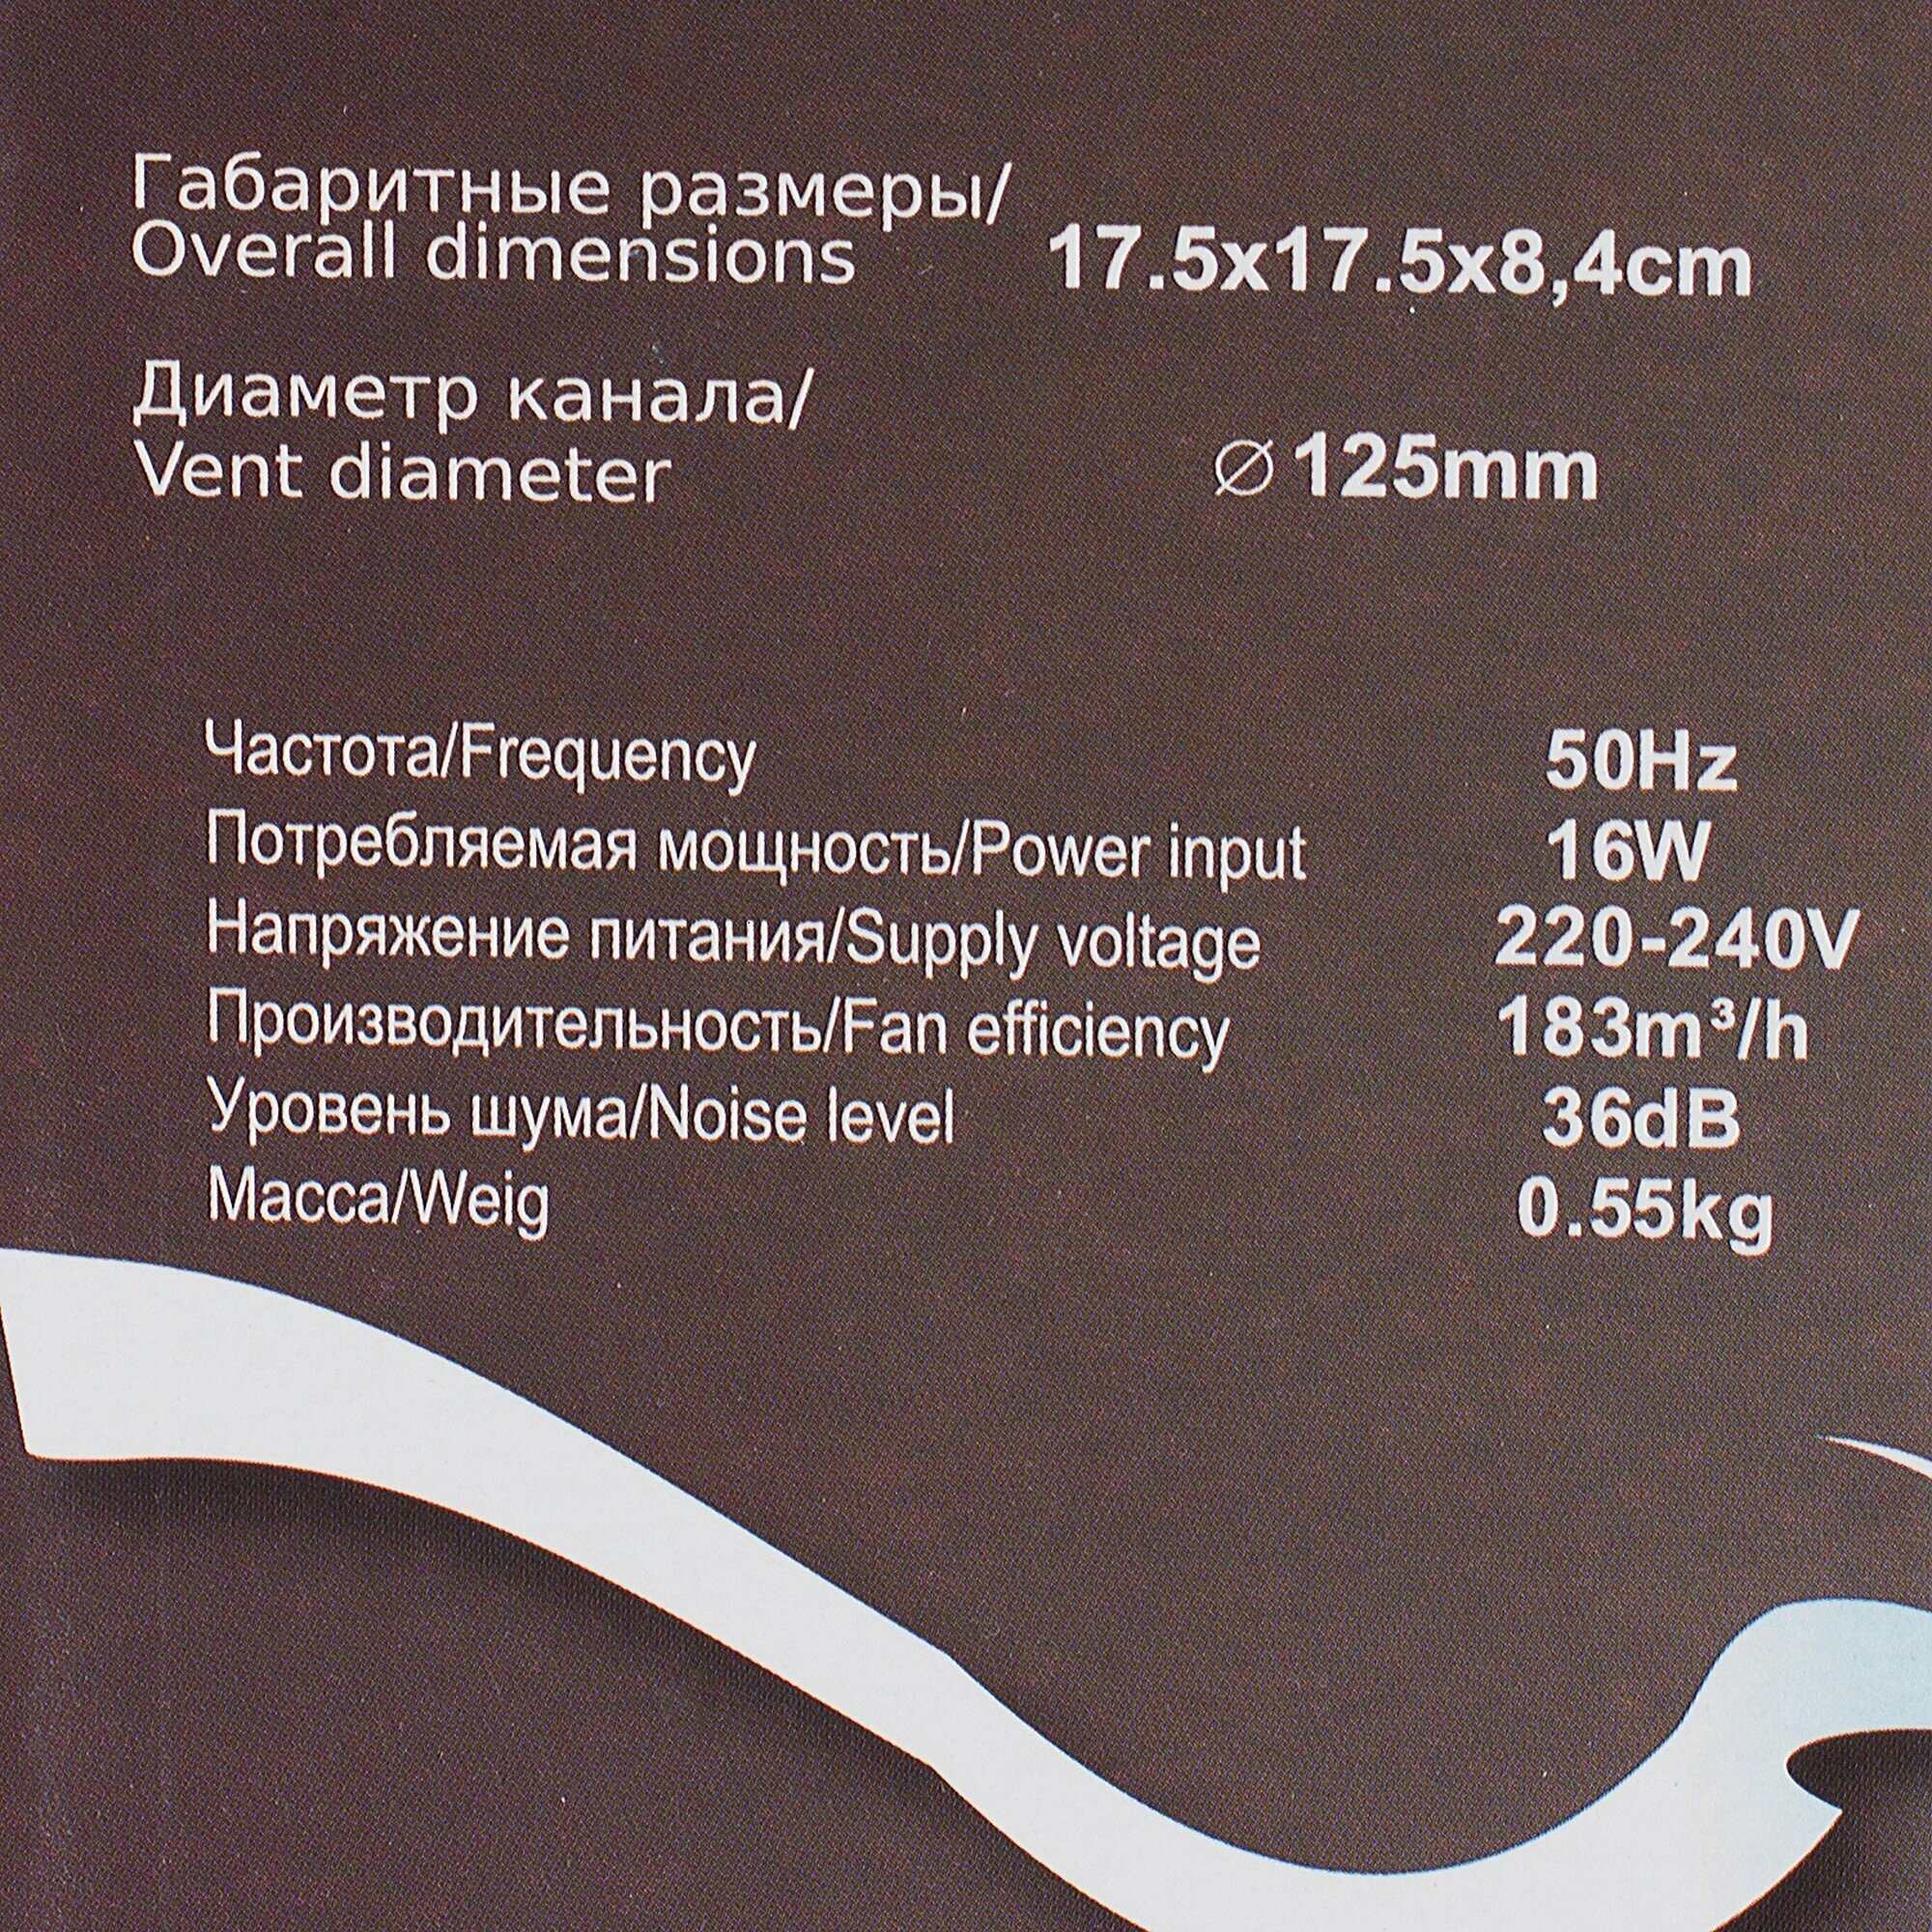 Габаритные размеры/
Overall dimensions 17.5x17.5x8,4cm
Диаметр канала/
Vent diameter ⌀125mm
Частота/Frequency 50Hz
Потребляемая мощность/Power input 16W
Напряжение питания/Supply voltage 220-240V
Производительность/Fan efficiency 183m³/h
Уровень шума/Noise level 36dB
Масса/Weig 0.55kg